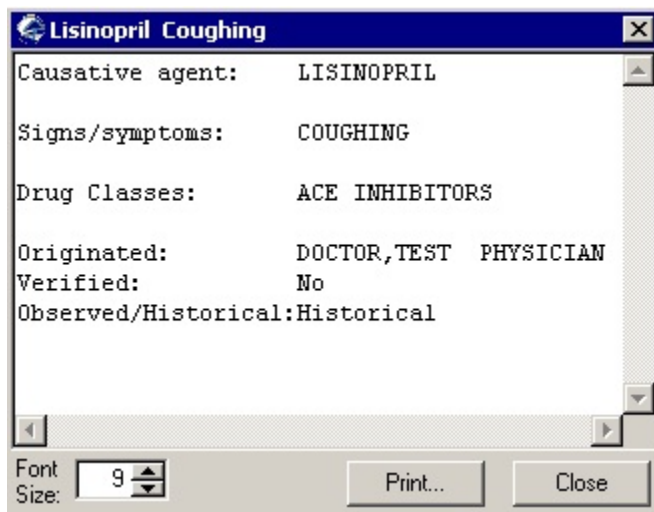 Lisinopril Coughing
Causative agent: LISINOPRIL
Signs/symptoms: COUGHING
Drug Classes: ACE INHIBITORS
Originated: DOCTOR,TEST PHYSICIAN
Verified: No
Observed/Historical:Historical
Font Size: 9 Print... Close